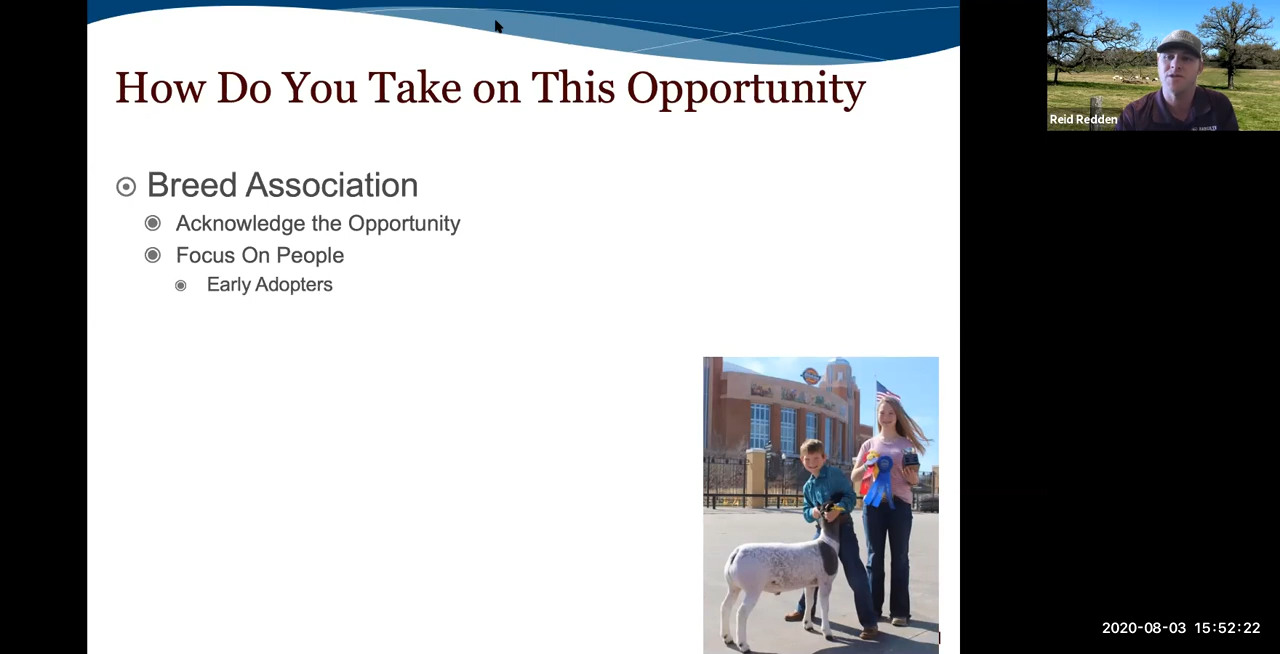 How Do You Take on This Opportunity
Breed Association
Acknowledge the Opportunity
Focus On People
Early Adopters
Reid Redden
2020-08-03 15:52:22